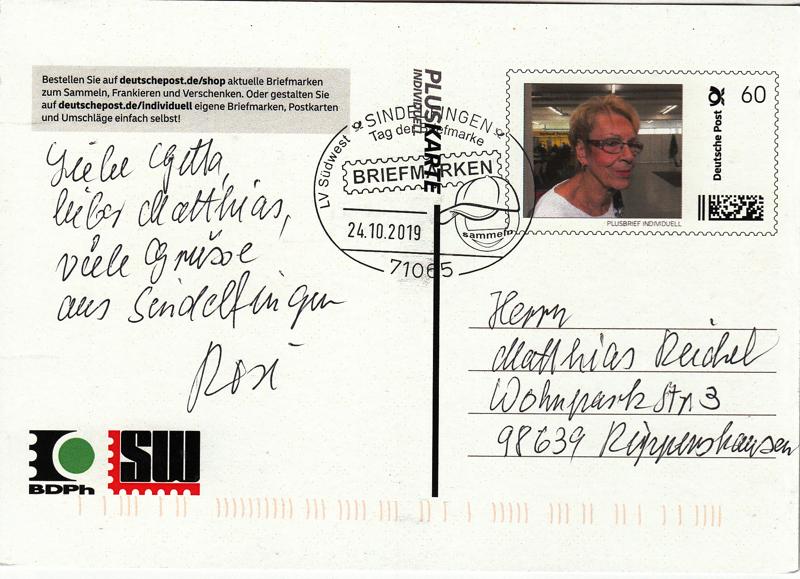 Bestellen Sie auf deutschepost.de/shop aktuelle Briefmarken
zum Sammeln, Frankieren und Verschenken. Oder gestalten Sie
auf deutschepost.de/individuell eigene Briefmarken, Postkarten
und Umschläge einfach selbst!
Liebe Getta,
lieber Matthias,
viele Grüsse
aus Sindelfingen
Rosi
BDPh
SW
PLUSKARTE
INDIVIDUELL
SINDELFINGEN
Tag der Briefmarke
LV Südwest
BRIEFMARKEN
sammeln
24.10.2019
71065
Deutsche Post
60
PLUSBRIEF INDIVIDUELL
Herrn
Matthias Reichel
Wohnpark Str. 3
98639 Rippershausen